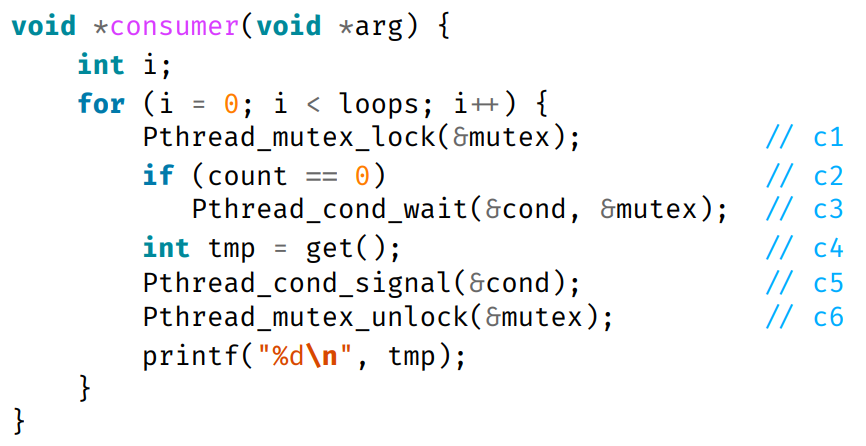 void *consumer(void *arg) {
    int i;
    for (i = 0; i < loops; i++) {
        Pthread_mutex_lock(&mutex);           // c1
        if (count == 0)                       // c2
           Pthread_cond_wait(&cond, &mutex);  // c3
        int tmp = get();                      // c4
        Pthread_cond_signal(&cond);           // c5
        Pthread_mutex_unlock(&mutex);         // c6
        printf("%d\n", tmp);
    }
}